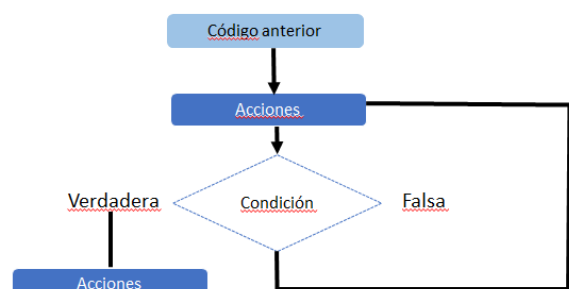 Código anterior
Acciones
Verdadera
Condición
Falsa
Acciones